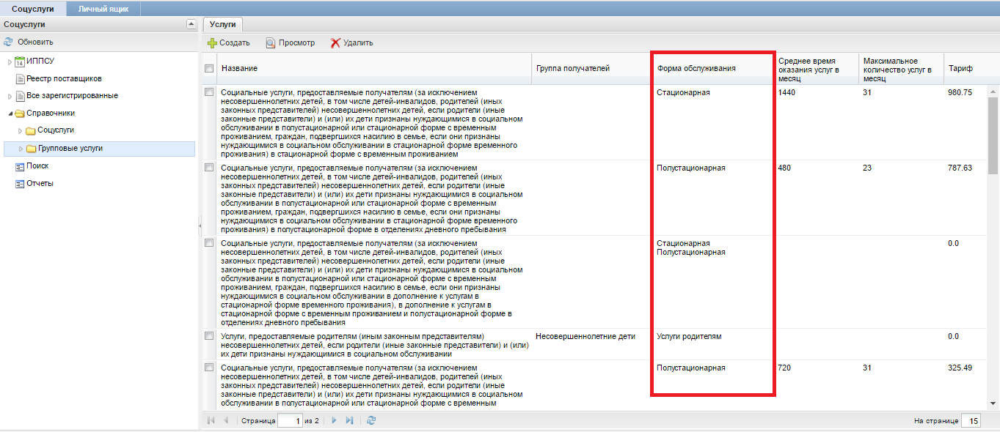 Соцуслуги Личный ящик
Соцуслуги
Обновить
14 ИППСУ
Реестр поставщиков
Все зарегистрированные
Справочники
Соцуслуги
Групповые услуги
Поиск
Отчеты
Услуги
Создать Просмотр Удалить
Название Группа получателей Форма обслуживания Среднее время оказания услуг в месяц Максимальное количество услуг в месяц Тариф
Социальные услуги, предоставляемые получателям (за исключением Стационарная 1440 31 980.75
несовершеннолетних детей, в том числе детей-инвалидов, родителей (иных
законных представителей) несовершеннолетних детей, если родители (иные
законные представители) и (или) их дети признаны нуждающимися в социальном
обслуживании в полустационарной или стационарной форме с временным
проживанием, граждан, подвергшихся насилию в семье, если они признаны
нуждающимися в социальном обслуживании в стационарной форме временного
проживания) в стационарной форме с временным проживанием
Социальные услуги, предоставляемые получателям (за исключением Полустационарная 480 23 787.63
несовершеннолетних детей, в том числе детей-инвалидов, родителей (иных
законных представителей) несовершеннолетних детей, если родители (иные
законные представители) и (или) их дети признаны нуждающимися в социальном
обслуживании в полустационарной или стационарной форме с временным
проживанием, граждан, подвергшихся насилию в семье, если они признаны
нуждающимися в социальном обслуживании в стационарной форме временного
проживания) в полустационарной форме в отделениях дневного пребывания
Социальные услуги, предоставляемые получателям (за исключением Стационарная 0.0
несовершеннолетних детей, в том числе детей-инвалидов, родителей (иных Полустационарная
законных представителей) несовершеннолетних детей, если родители (иные
законные представители) и (или) их дети признаны нуждающимися в социальном
обслуживании в полустационарной или стационарной форме с временным
проживанием, граждан, подвергшихся насилию в семье, если они признаны
нуждающимися в социальном обслуживании в дополнение к услугам в
стационарной форме временного проживания), в дополнение к услугам в
стационарной форме с временным проживанием и полустационарной форме в
отделениях дневного пребывания
Услуги, предоставляемые родителям (иным законным представителям) Несовершеннолетние дети Услуги родителям 0.0
несовершеннолетних детей, если родители (иные законные представители) и (или)
их дети признаны нуждающимися в социальном обслуживании
Социальные услуги, предоставляемые получателям (за исключением Полустационарная 720 31 325.49
несовершеннолетних детей, в том числе детей-инвалидов, родителей (иных
законных представителей) несовершеннолетних детей, если родители (иные
законные представители) и (или) их дети признаны нуждающимися в социальном
обслуживании в полустационарной или стационарной форме с временным
Страница 1 из 2 На странице 15